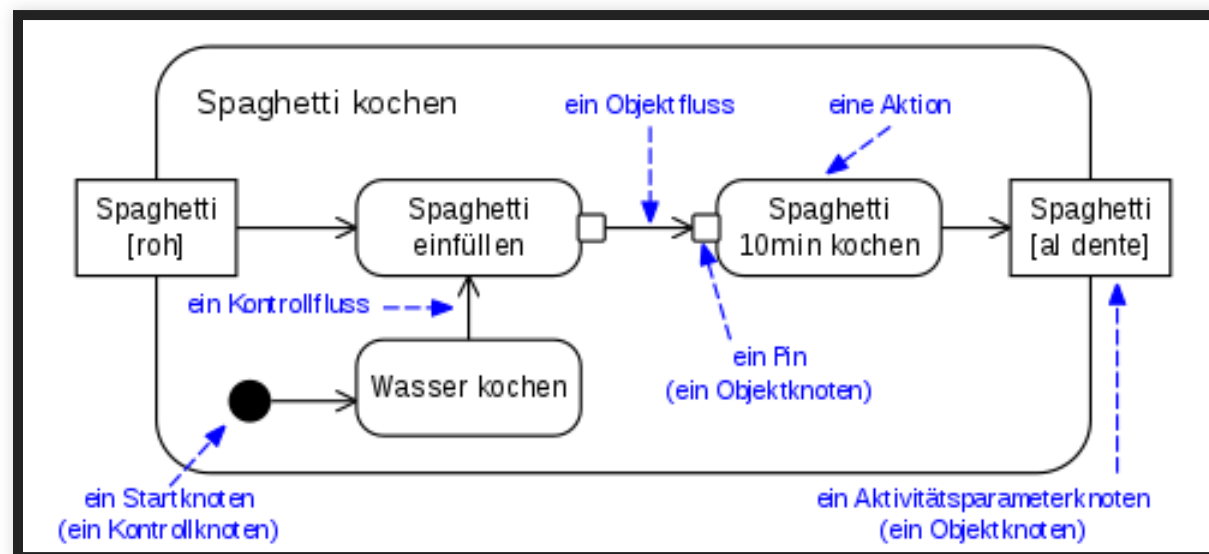 Spaghetti kochen
ein Objektfluss
eine Aktion
Spaghetti
[roh]
Spaghetti
einfüllen
Spaghetti
10min kochen
Spaghetti
[al dente]
ein Kontrollfluss
ein Pin
(ein Objektknoten)
Wasser kochen
ein Startknoten
(ein Kontrollknoten)
ein Aktivitätsparameterknoten
(ein Objektknoten)